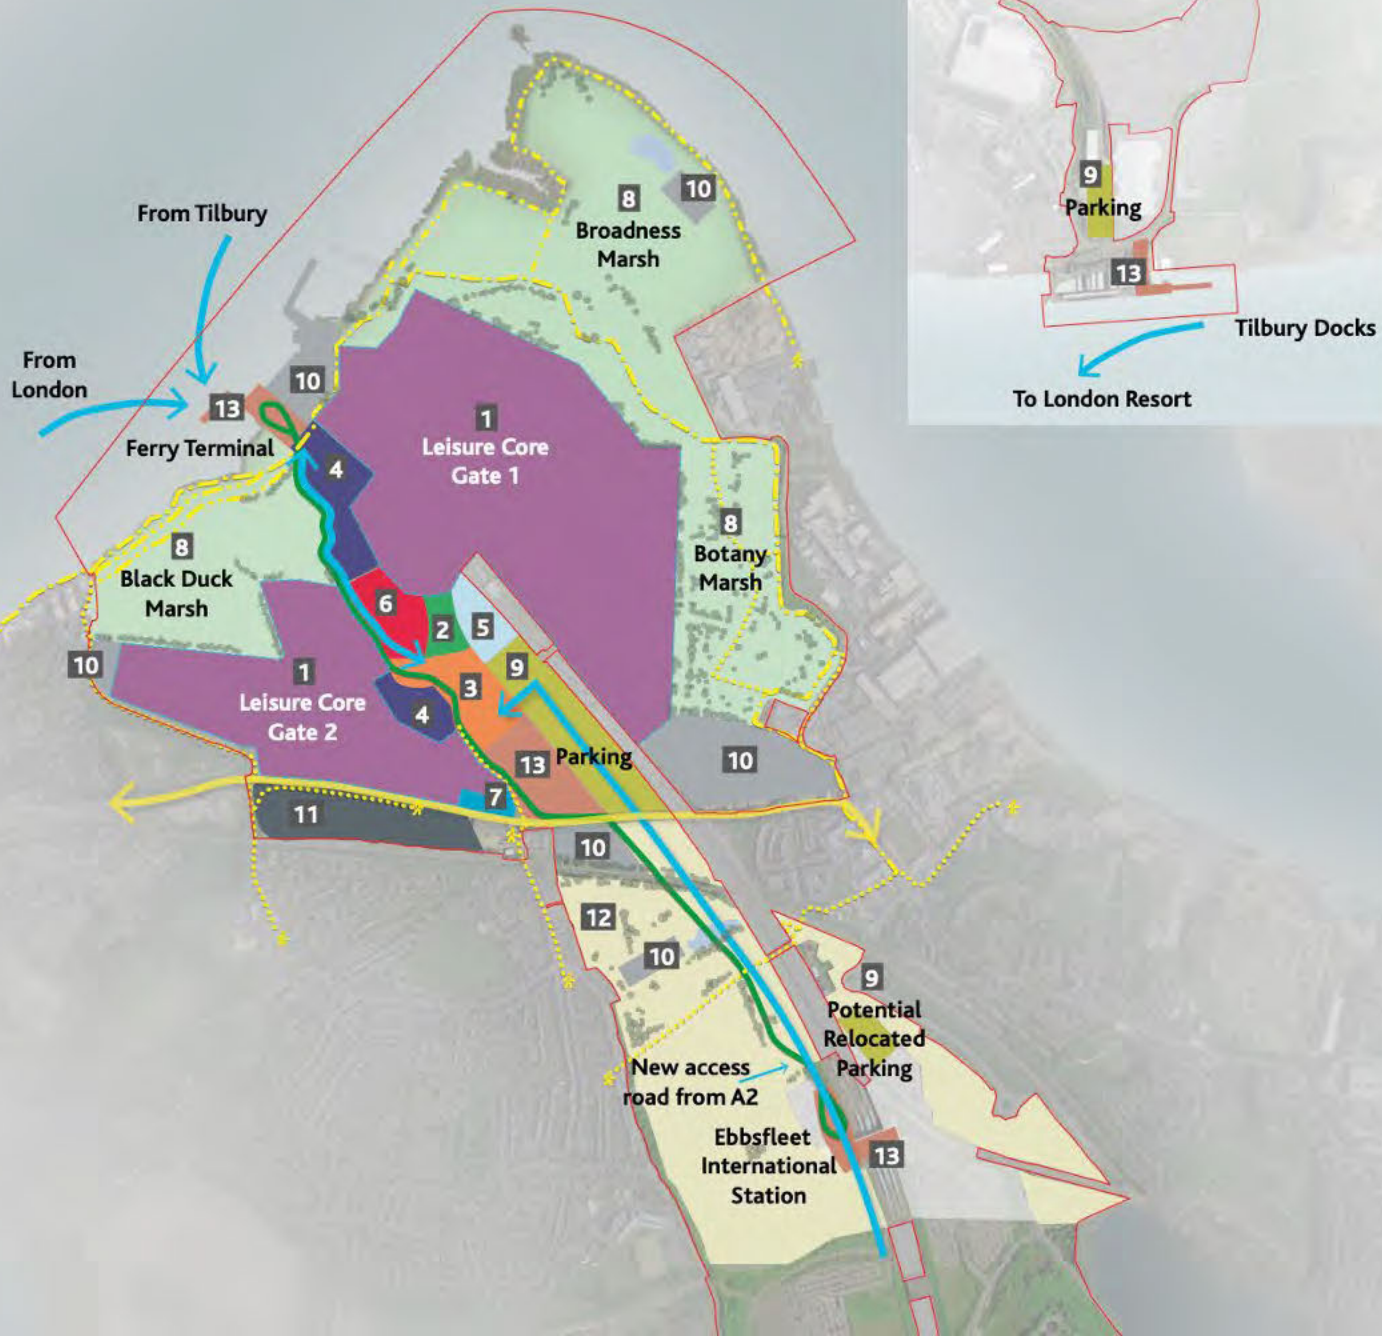 8
Broadness
Marsh
10
From Tilbury
From
London
10
13
Ferry Terminal
4
1
Leisure Core
Gate 1
8
Black Duck
Marsh
8
Botany
Marsh
6
2
5
10
1
Leisure Core
Gate 2
3
9
4
13
Parking
10
7
11
10
12
10
9
Potential
Relocated
Parking
New access
road from A2
Ebbsfleet
International
Station
13
9
Parking
13
Tilbury Docks
To London Resort